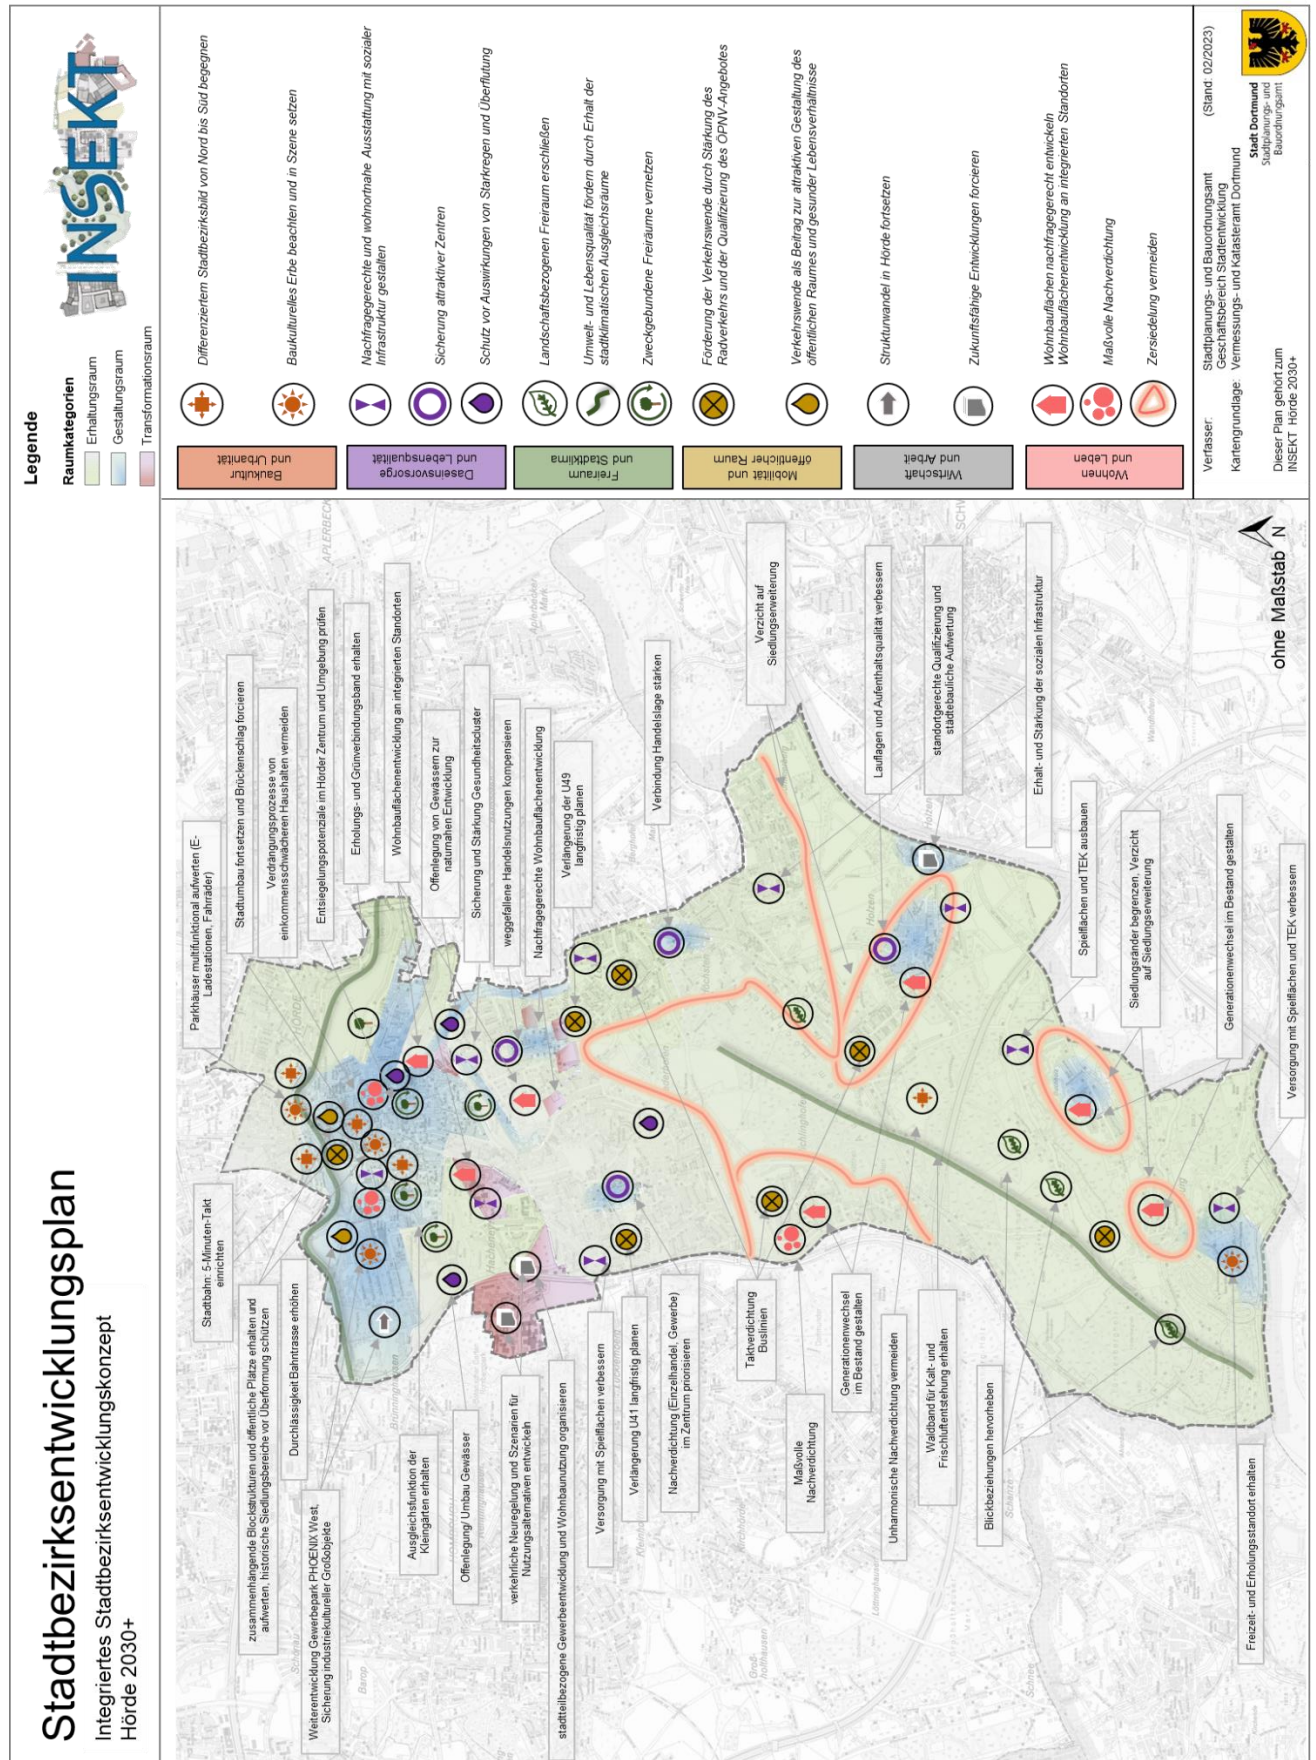 Stadtbezirksentwicklungsplan
Integriertes Stadtbezirksentwicklungskonzept
Hörde 2030+
INSEKT
Legende
Raumkategorien
Erhaltungsraum
Gestaltungsraum
Transformationsraum
Baukultur
und Urbanität
Differenziertem Stadtbezirksbild von Nord bis Süd begegnen
Baukulturelles Erbe beachten und in Szene setzen
Daseinsvorsorge
und Lebensqualität
Nachfragegerechte und wohnortnahe Ausstattung mit sozialer
Infrastruktur gestalten
Sicherung attraktiver Zentren
Schutz vor Auswirkungen von Starkregen und Überflutung
Freiraum
und Stadtklima
Landschaftsbezogenen Freiraum erschließen
Umwelt- und Lebensqualität fördern durch Erhalt der
stadtklimatischen Ausgleichsräume
Zweckgebundene Freiräume vernetzen
Mobilität und
öffentlicher Raum
Förderung der Verkehrswende durch Stärkung des
Radverkehrs und der Qualifizierung des ÖPNV-Angebotes
Verkehrswende als Beitrag zur attraktiven Gestaltung des
öffentlichen Raumes und gesunder Lebensverhältnisse
Wirtschaft
und Arbeit
Strukturwandel in Hörde fortsetzen
Zukunftsfähige Entwicklungen forcieren
Wohnen
und Leben
Wohnbauflächen nachfragegerecht entwickeln
Wohnbauflächenentwicklung an integrierten Standorten
Maßvolle Nachverdichtung
Zersiedelung vermeiden
Verfasser:
Stadtplanungs- und Bauordnungsamt
Geschäftsbereich Stadtentwicklung
(Stand: 02/2023)
Kartengrundlage:
Vermessungs- und Katasteramt Dortmund
Dieser Plan gehört zum
INSEKT Hörde 2030+
Stadt Dortmund
Stadtplanungs- und
Bauordnungsamt
Parkhäuser multifunktional aufwerten (E-
Ladestationen, Fahrräder)
Stadtumbau fortsetzen und Brückenschlag forcieren
Verdrängungsprozesse von
einkommensschwächeren Haushalten vermeiden
Entsiegelungspotenziale im Hörder Zentrum und Umgebung prüfen
Erholungs- und Grünverbindungsband erhalten
Wohnbauflächenentwicklung an integrierten Standorten
Offenlegung von Gewässern zur
naturnahen Entwicklung
Sicherung und Stärkung Gesundheitscluster
weggefallene Handelsnutzungen kompensieren
Nachfragegerechte Wohnbauflächenentwicklung
Verlängerung der U49
langfristig planen
Verbindung Handelslage stärken
Verzicht auf
Siedlungserweiterung
Lauflagen und Aufenthaltsqualität verbessern
standortgerechte Qualifizierung und
städtebauliche Aufwertung
Erhalt- und Stärkung der sozialen Infrastruktur
Spielflächen und TEK ausbauen
Siedlungsränder begrenzen, Verzicht
auf Siedlungserweiterung
Generationenwechsel im Bestand gestalten
Versorgung mit Spielflächen und TEK verbessern
Stadtbahn: 5-Minuten-Takt
einrichten
zusammenhängende Blockstrukturen und öffentliche Plätze erhalten und
aufwerten, historische Siedlungsbereiche vor Überformung schützen
Durchlässigkeit Bahntrasse erhöhen
Weiterentwicklung Gewerbepark PHOENIX West,
Sicherung industriekultureller Großobjekte
Ausgleichsfunktion der
Kleingärten erhalten
Offenlegung/ Umbau Gewässer
verkehrliche Neuregelung und Szenarien für
Nutzungsalternativen entwickeln
stadtteilbezogene Gewerbeentwicklung und Wohnbaunutzung organisieren
Versorgung mit Spielflächen verbessern
Verlängerung U41 langfristig planen
Nachverdichtung (Einzelhandel, Gewerbe)
im Zentrum priorisieren
Taktverdichtung
Buslinien
Maßvolle
Nachverdichtung
Generationenwechsel
im Bestand gestalten
Unharmonische Nachverdichtung vermeiden
Waldband für Kalt- und
Frischluftentstehung erhalten
Blickbeziehungen hervorheben
Freizeit- und Erholungsstandort erhalten
APLERBECK
Aplerbecker
Mark
Barop
Holzen
SCHW
ohne Maßstab
N